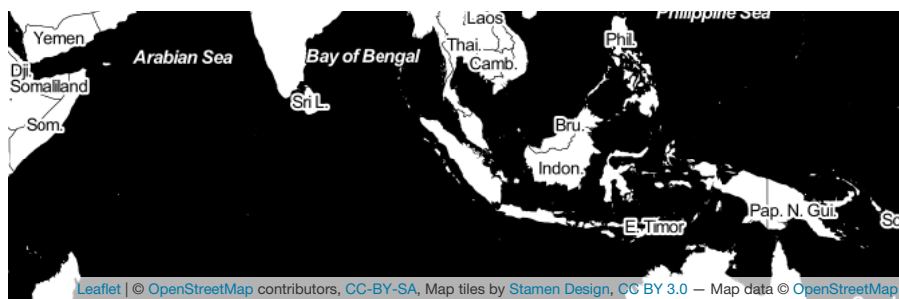 Laos
Philippine Sea
Yemen
Thai.
Phil.
Arabian Sea
Bay of Bengal
Camb.
Dji.
Somaliland
Sri L.
Som.
Bru.
Indon.
Pap. N. Gui.
E. Timor
Leaflet | © OpenStreetMap contributors, CC-BY-SA, Map tiles by Stamen Design, CC BY 3.0 — Map data © OpenStreetMap